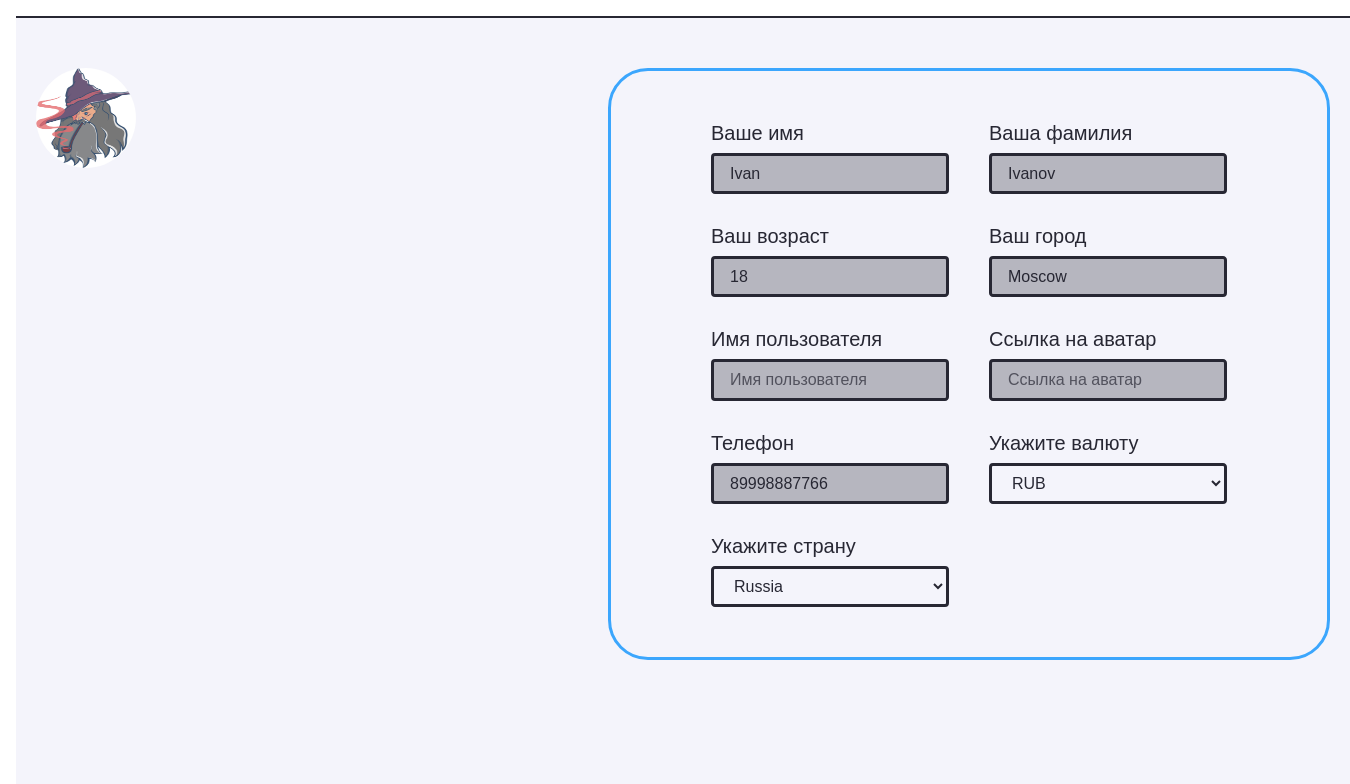 Ваше имя
Ваша фамилия
Ivan
Ivanov
Ваш возраст
Ваш город
18
Moscow
Имя пользователя
Ссылка на аватар
Имя пользователя
Ссылка на аватар
Телефон
Укажите валюту
89998887766
RUB
Укажите страну
Russia